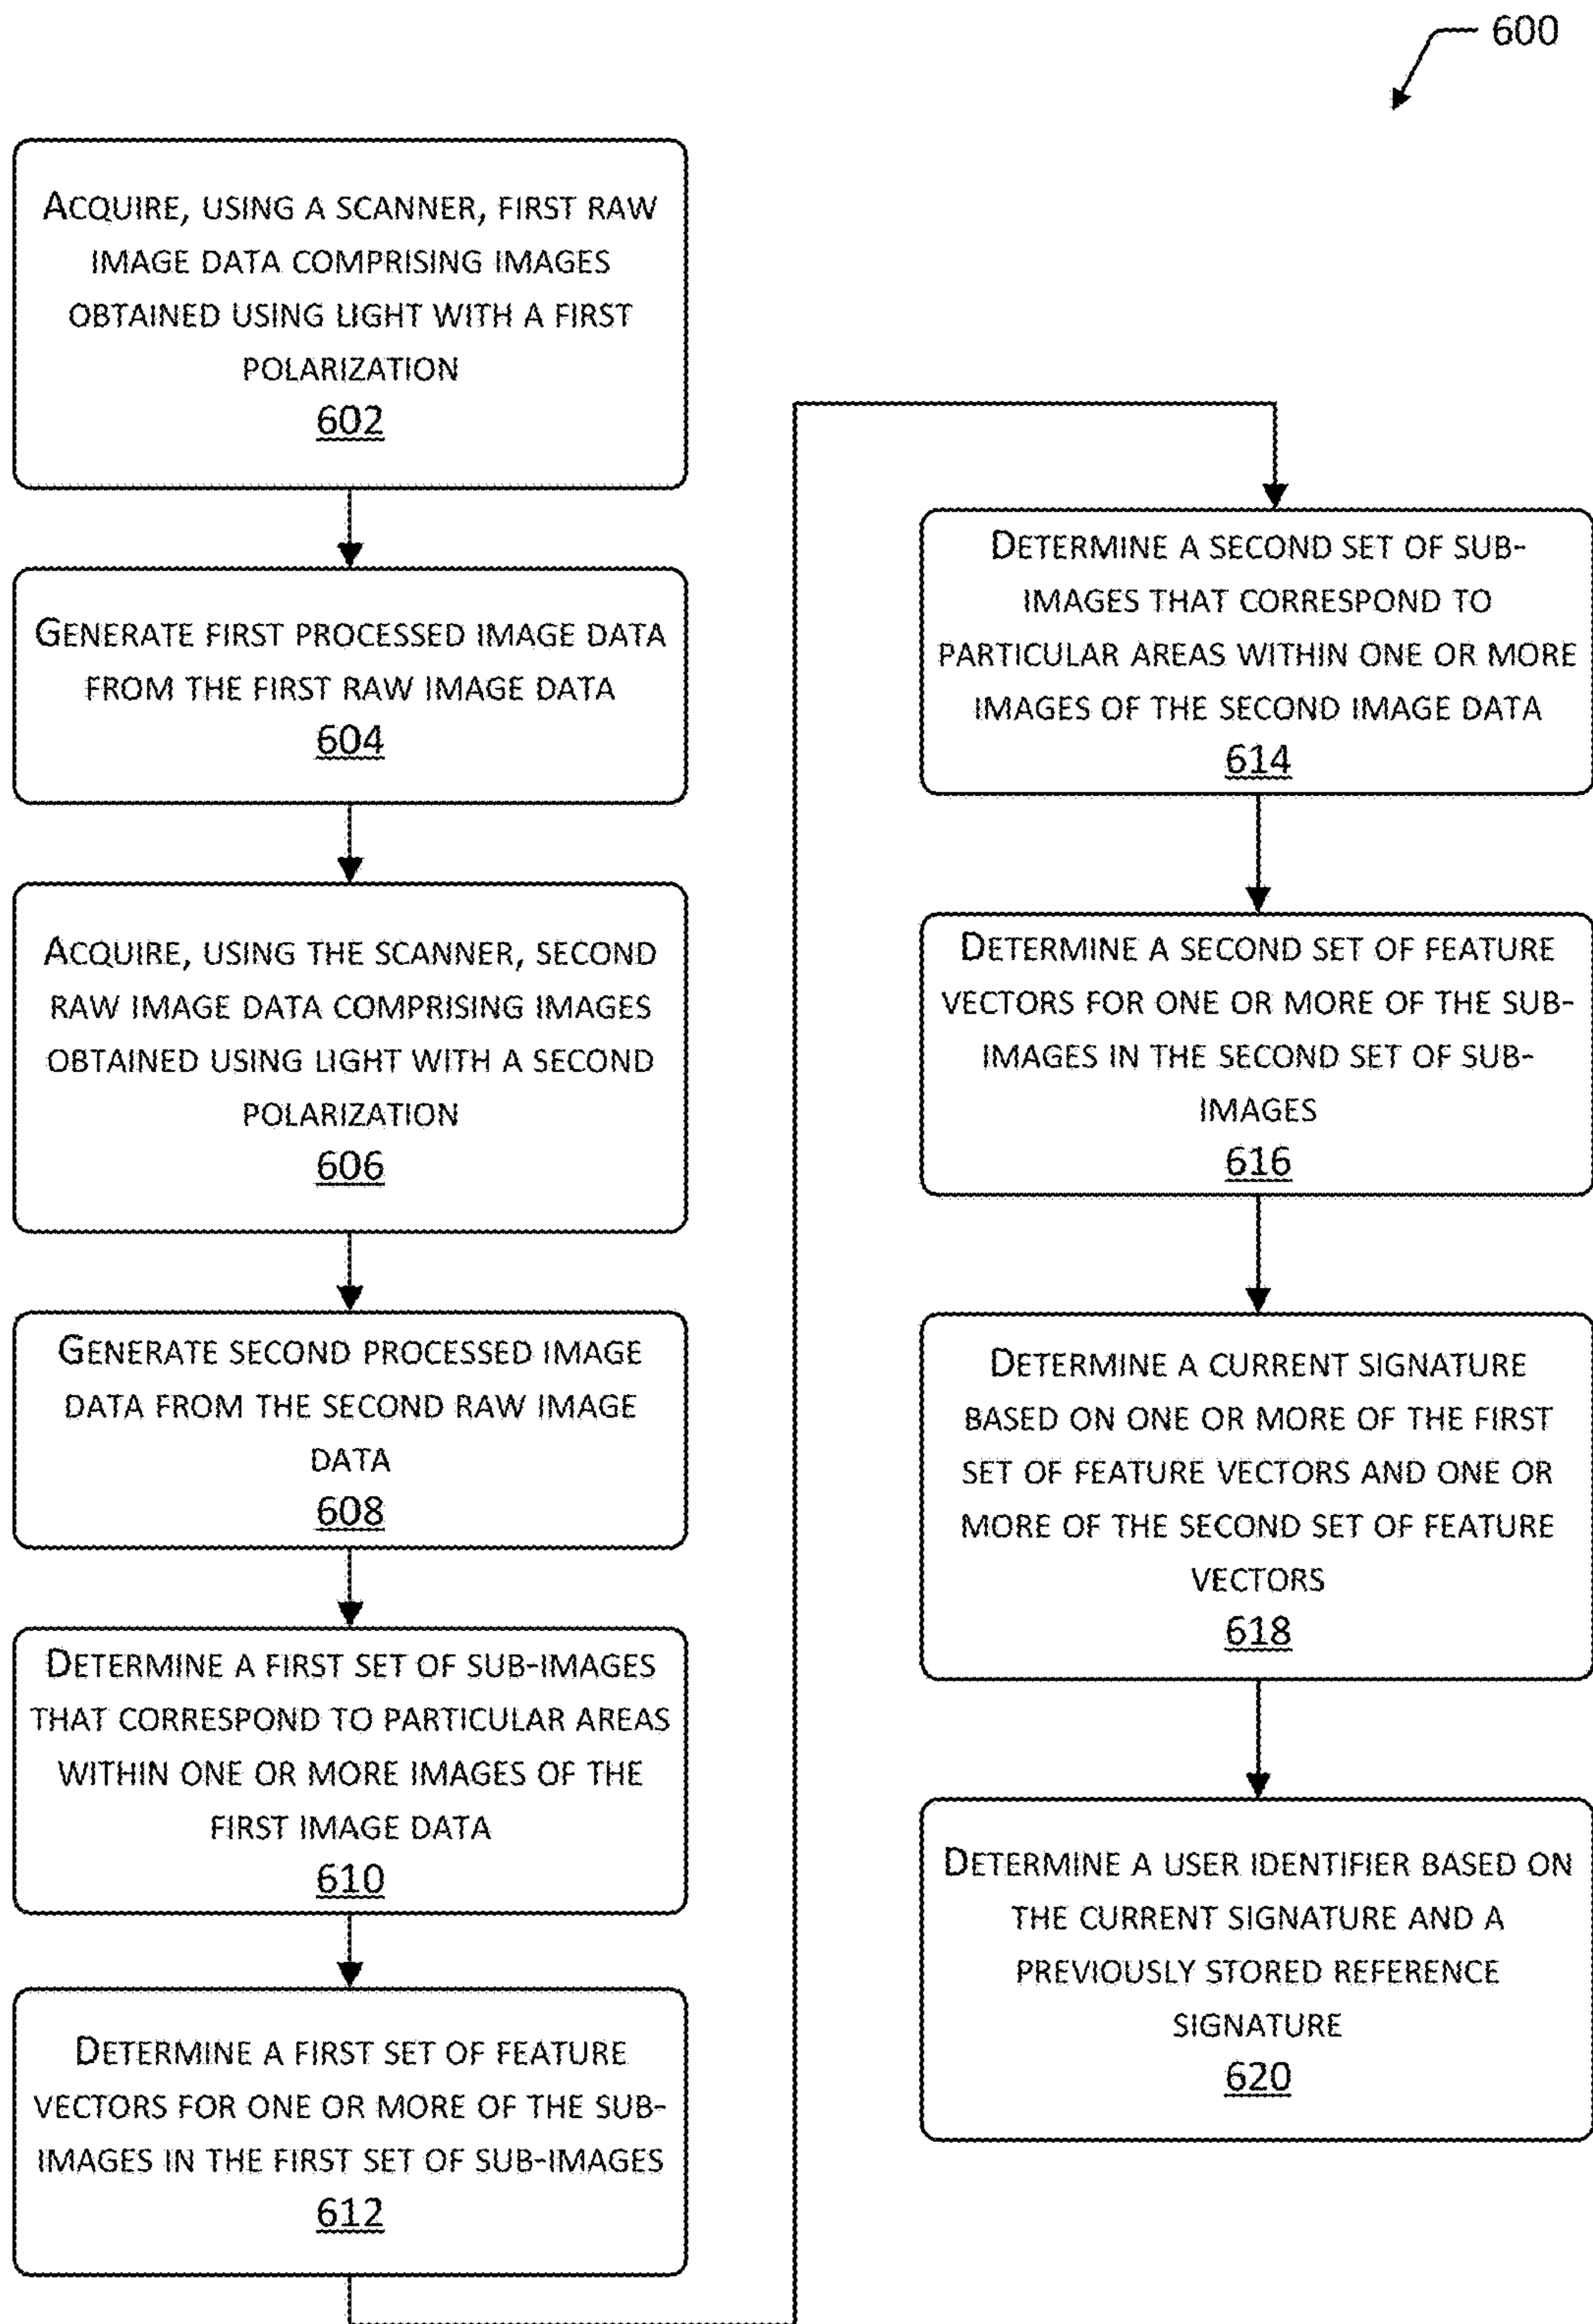 600
ACQUIRE, USING A SCANNER, FIRST RAW
IMAGE DATA COMPRISING IMAGES
OBTAINED USING LIGHT WITH A FIRST
POLARIZATION
602
GENERATE FIRST PROCESSED IMAGE DATA
FROM THE FIRST RAW IMAGE DATA
604
ACQUIRE, USING THE SCANNER, SECOND
RAW IMAGE DATA COMPRISING IMAGES
OBTAINED USING LIGHT WITH A SECOND
POLARIZATION
606
GENERATE SECOND PROCESSED IMAGE
DATA FROM THE SECOND RAW IMAGE
DATA
608
DETERMINE A FIRST SET OF SUB-IMAGES
THAT CORRESPOND TO PARTICULAR AREAS
WITHIN ONE OR MORE IMAGES OF THE
FIRST IMAGE DATA
610
DETERMINE A FIRST SET OF FEATURE
VECTORS FOR ONE OR MORE OF THE SUB-
IMAGES IN THE FIRST SET OF SUB-IMAGES
612
DETERMINE A SECOND SET OF SUB-
IMAGES THAT CORRESPOND TO
PARTICULAR AREAS WITHIN ONE OR MORE
IMAGES OF THE SECOND IMAGE DATA
614
DETERMINE A SECOND SET OF FEATURE
VECTORS FOR ONE OR MORE OF THE SUB-
IMAGES IN THE SECOND SET OF SUB-
IMAGES
616
DETERMINE A CURRENT SIGNATURE
BASED ON ONE OR MORE OF THE FIRST
SET OF FEATURE VECTORS AND ONE OR
MORE OF THE SECOND SET OF FEATURE
VECTORS
618
DETERMINE A USER IDENTIFIER BASED ON
THE CURRENT SIGNATURE AND A
PREVIOUSLY STORED REFERENCE
SIGNATURE
620